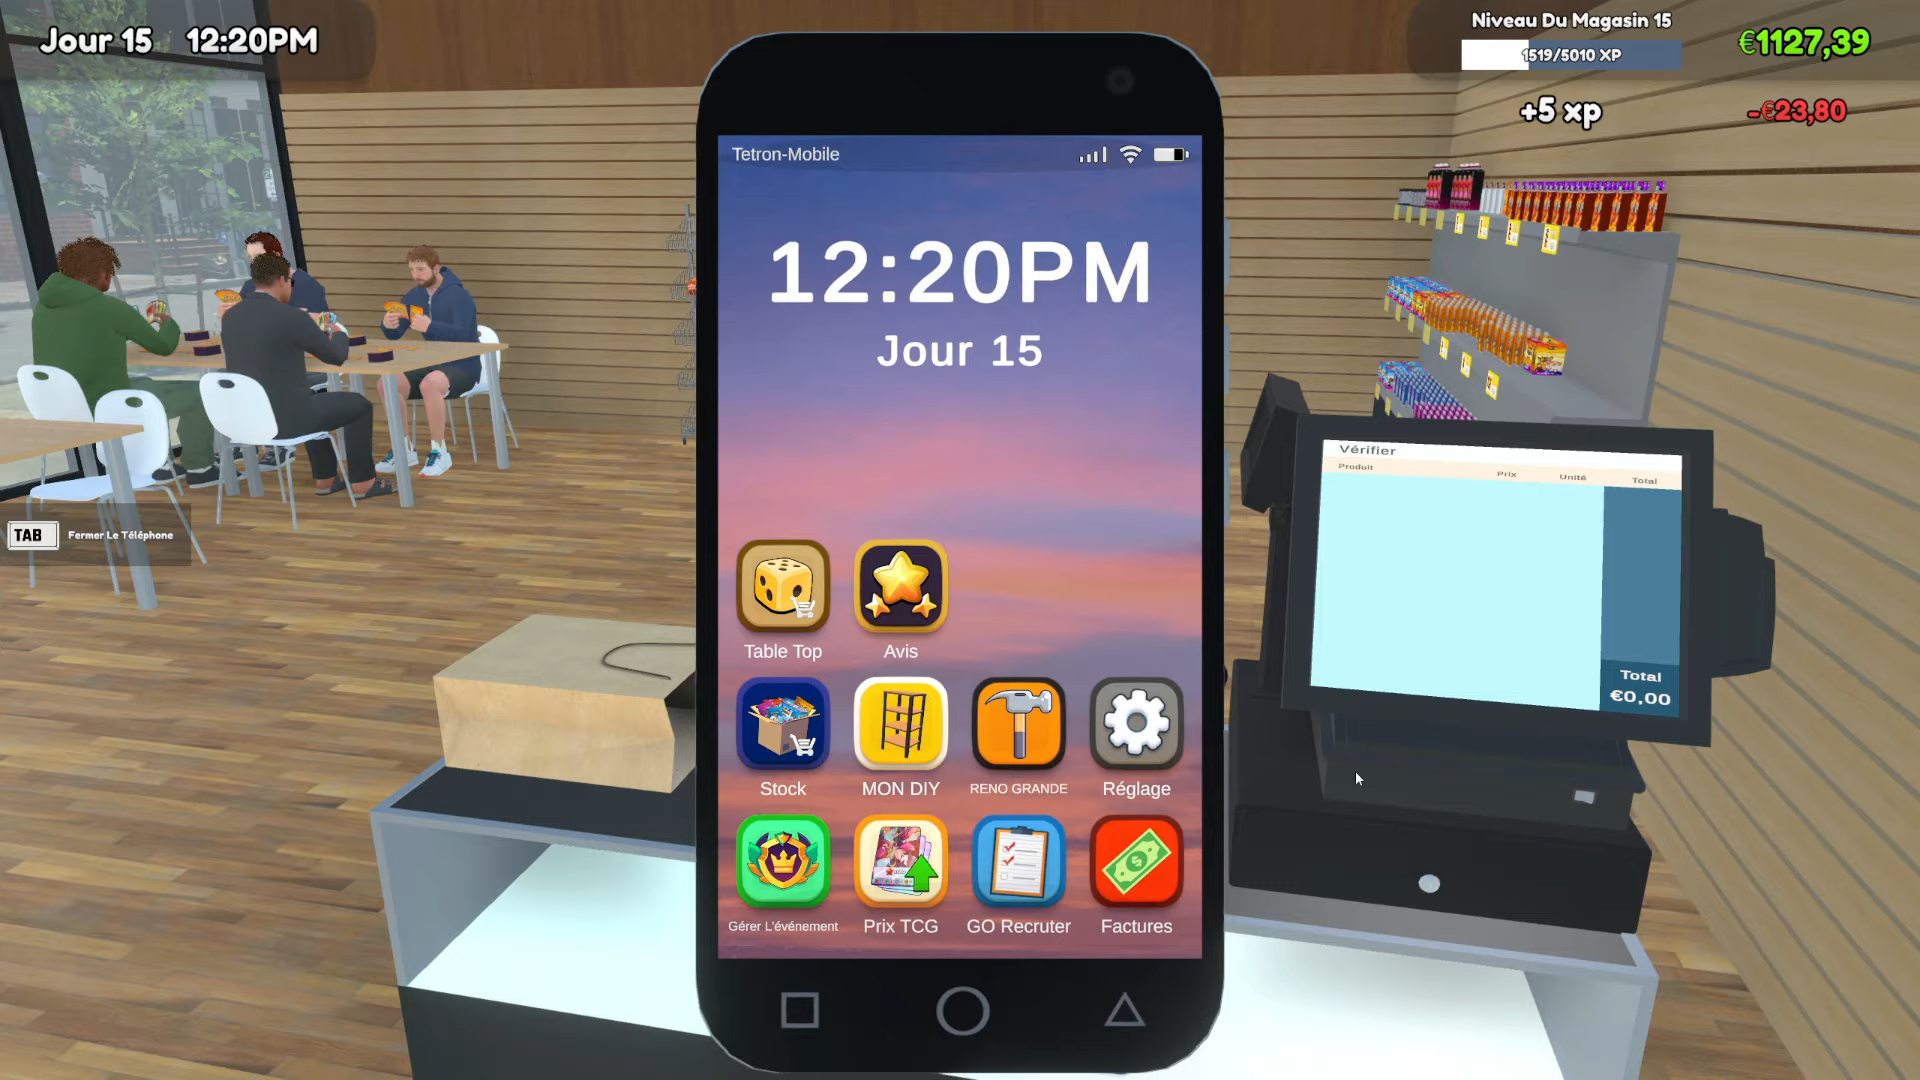 Jour 15 12:20PM
Niveau Du Magasin 15
1519/5010 XP
€1127,39
+5 xp
-€23,80
Tetron-Mobile
12:20PM
Jour 15
TAB Fermer Le Téléphone
Table Top
Avis
Stock
MON DIY
RENO GRANDE
Réglage
Gérer L'événement
Prix TCG
GO Recruter
Factures
Vérifier
Produit Prix Unité Total
Total
€0,00